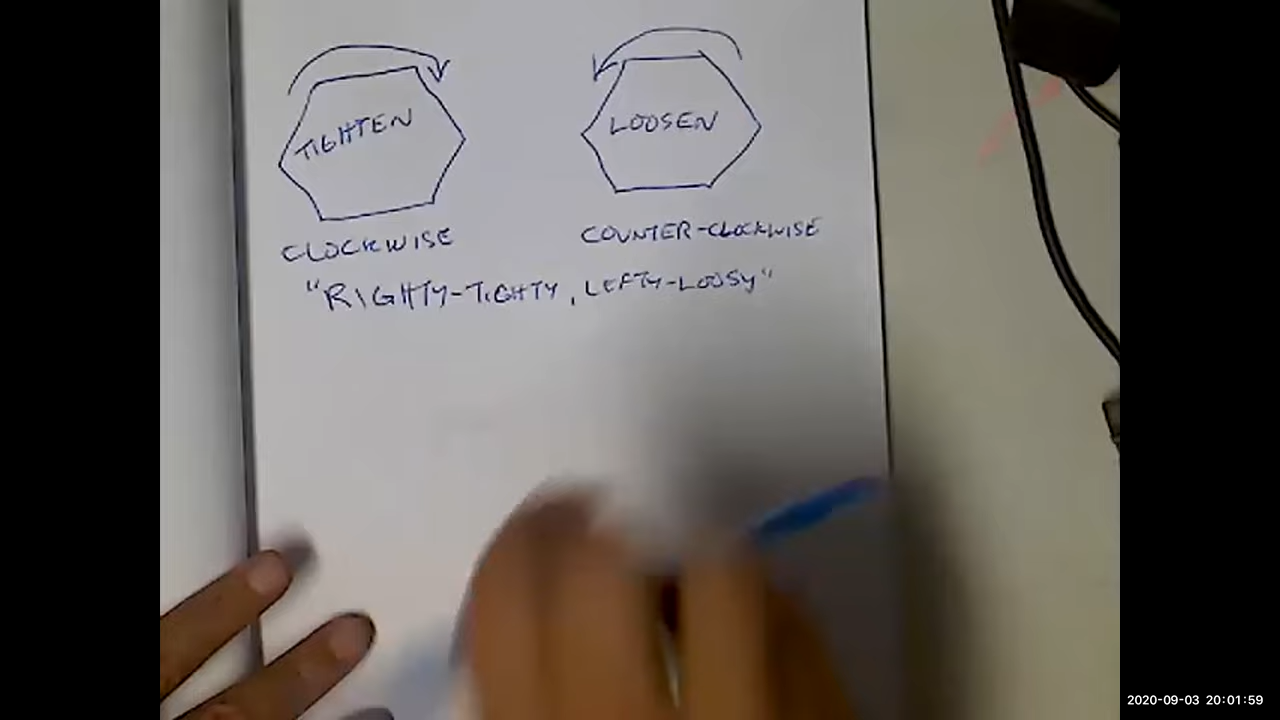 TIGHTEN
LOOSEN
CLOCKWISE
COUNTER-CLOCKWISE
"RIGHTY-TIGHTY, LEFTY-LOOSY"
2020-09-03 20:01:59